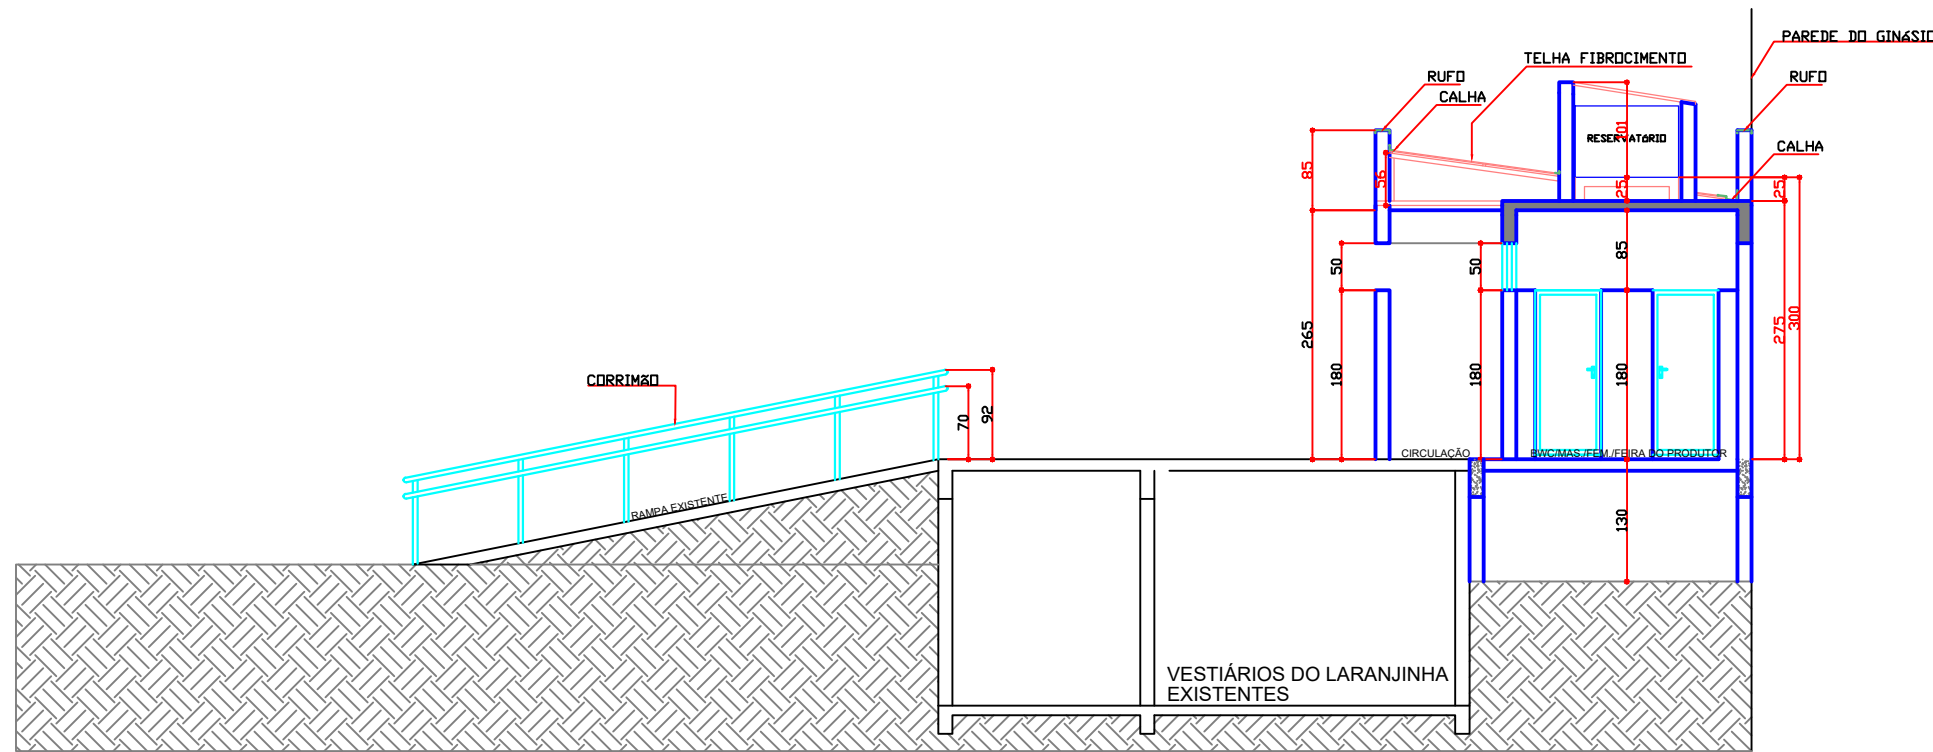 PAREDE DO GINÁSIO
TELHA FIBROCIMENTO
RUFO
RUFO
CALHA
RESERVATÓRIO
CALHA
85
56
201
25
25
50
50
85
265
180
180
180
275
300
CORRIMÃO
70
92
CIRCULAÇÃO
BWC/MAS./FEM./FEIRA DO PRODUTOR
RAMPA EXISTENTE
130
VESTIÁRIOS DO LARANJINHA
EXISTENTES